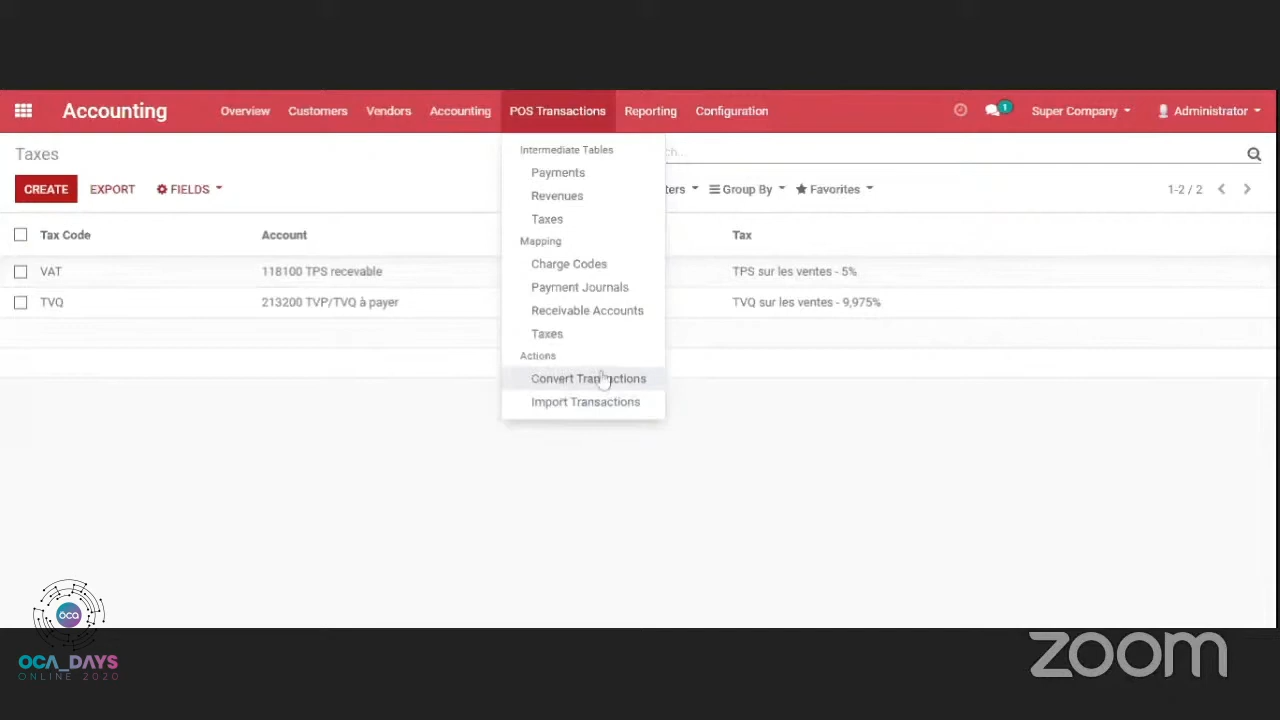 Accounting
Overview
Customers
Vendors
Accounting
POS Transactions
Reporting
Configuration
1
Super Company
Administrator
Taxes
CREATE
EXPORT
FIELDS
Group By
Favorites
1-2 / 2
Intermediate Tables
Payments
Revenues
Taxes
Mapping
Charge Codes
Payment Journals
Receivable Accounts
Taxes
Actions
Convert Transactions
Import Transactions
Tax Code
Account
Tax
VAT
118100 TPS recevable
TPS sur les ventes - 5%
TVQ
213200 TVP/TVQ à payer
TVQ sur les ventes - 9,975%
oca
OCA_DAYS
ONLINE 2020
zoom